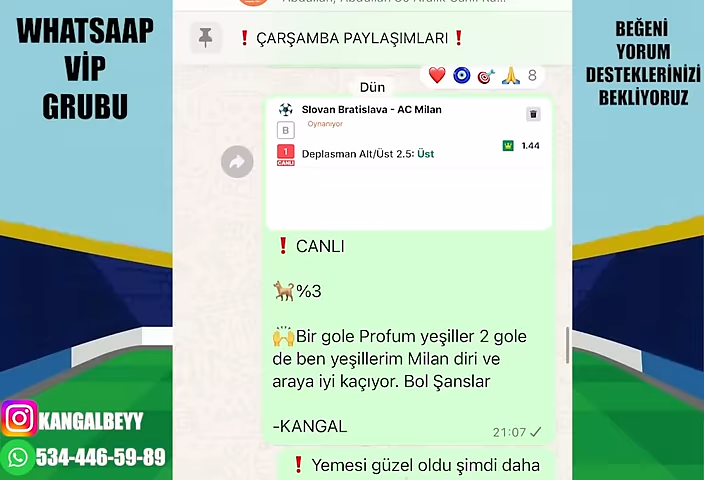 WHATSAAP
VİP
GRUBU
❗ ÇARŞAMBA PAYLAŞIMLARI ❗
BEĞENİ
YORUM
DESTEKLERİNİZİ
BEKLİYORUZ
8
Dün
Slovan Bratislava - AC Milan
Oynanıyor
B
1
CANLI
Deplasman Alt/Üst 2.5: Üst
1.44
❗ CANLI
🐕%3
🙌Bir gole Profum yeşiller 2 gole
de ben yeşillerim Milan diri ve
araya iyi kaçıyor. Bol Şanslar
-KANGAL
21:07
❗ Yemesi güzel oldu şimdi daha
KANGALBEYY
534-446-59-89